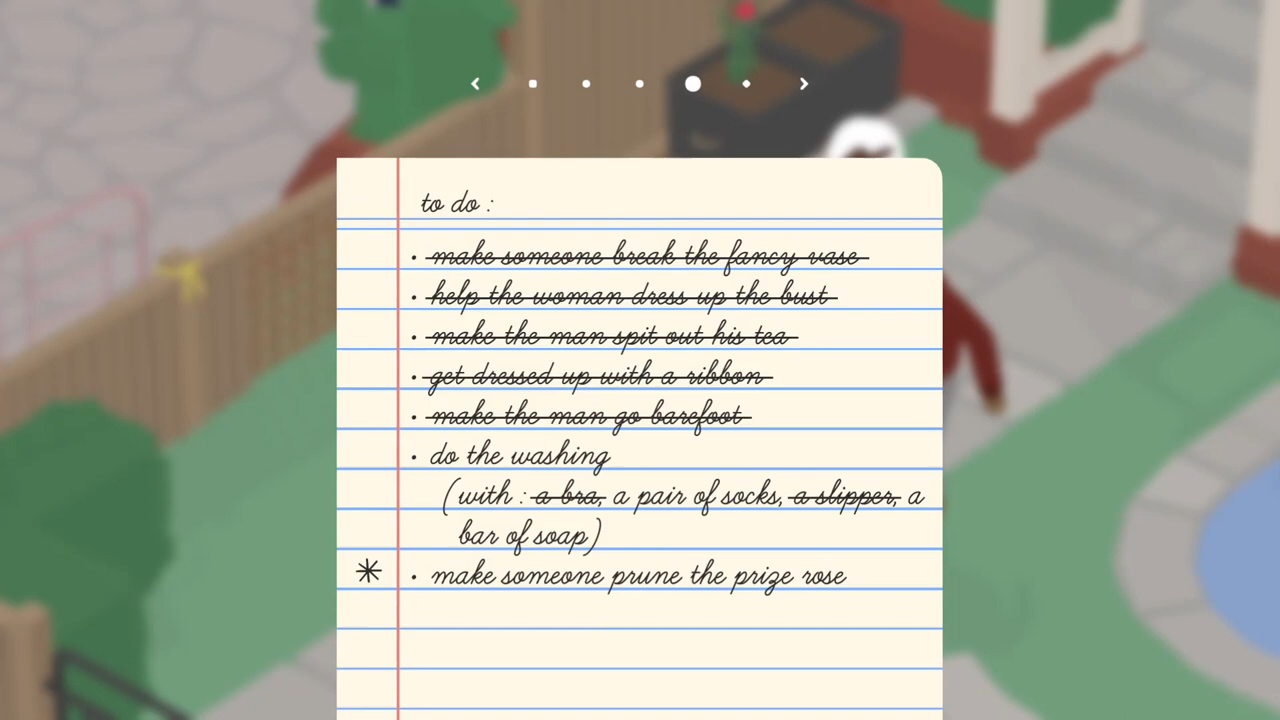 to do :
• make someone break the fancy vase
• help the woman dress up the bust
• make the man spit out his tea
• get dressed up with a ribbon
• make the man go barefoot
• do the washing
(with : a bra, a pair of socks, a slipper, a
bar of soap)
* • make someone prune the prize rose